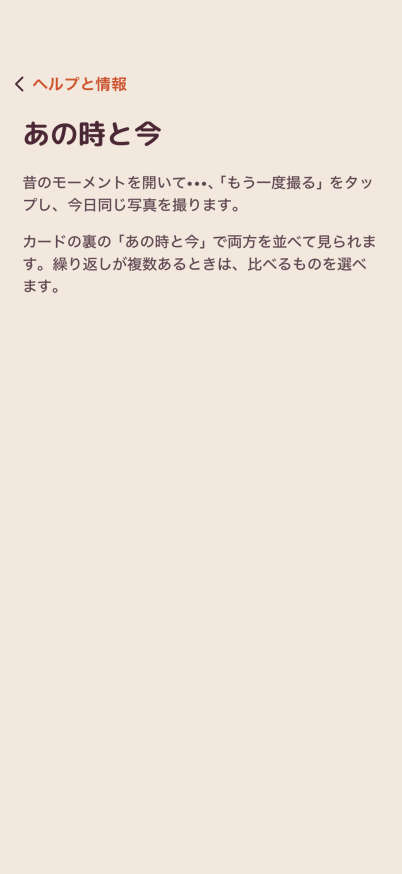 ヘルプと情報
あの時と今
昔のモーメントを開いて•••、「もう一度撮る」をタッ
プし、今日同じ写真を撮ります。
カードの裏の「あの時と今」で両方を並べて見られま
す。繰り返しが複数あるときは、比べるものを選べ
ます。